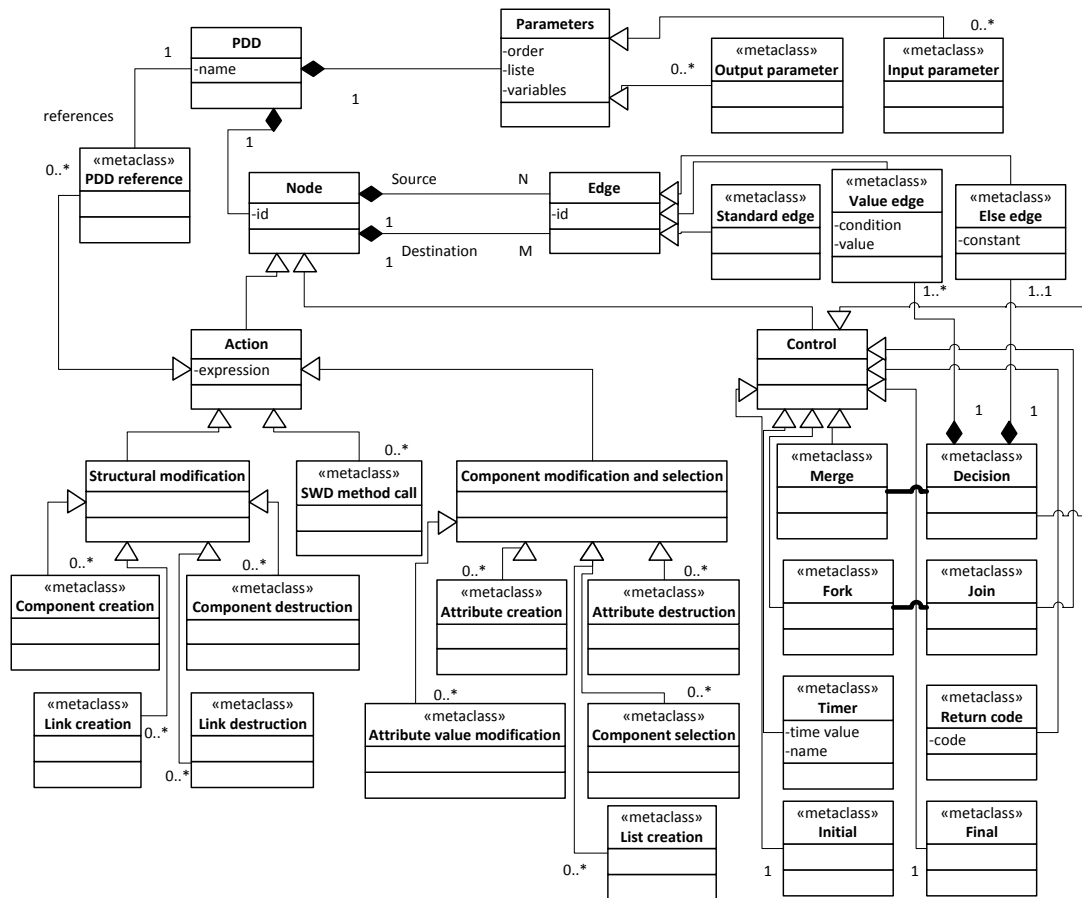 PDD
-name
1
1
1
references
0..*
Parameters
-order
-liste
-variables
0..*
«metaclass»
Output parameter
0..*
«metaclass»
Input parameter
«metaclass»
PDD reference
Node
-id
Source
N
1
Destination
1
M
Edge
-id
«metaclass»
Standard edge
«metaclass»
Value edge
-condition
-value
«metaclass»
Else edge
-constant
1..*
1..1
Action
-expression
Control
1
1
Structural modification
0..*
«metaclass»
SWD method call
Component modification and selection
«metaclass»
Merge
«metaclass»
Decision
0..*
«metaclass»
Component creation
0..*
«metaclass»
Component destruction
0..*
«metaclass»
Attribute creation
0..*
«metaclass»
Attribute destruction
«metaclass»
Fork
«metaclass»
Join
«metaclass»
Link creation
0..*
«metaclass»
Link destruction
0..*
0..*
«metaclass»
Attribute value modification
0..*
«metaclass»
Component selection
«metaclass»
Timer
-time value
-name
«metaclass»
Return code
-code
«metaclass»
List creation
0..*
«metaclass»
Initial
1
«metaclass»
Final
1